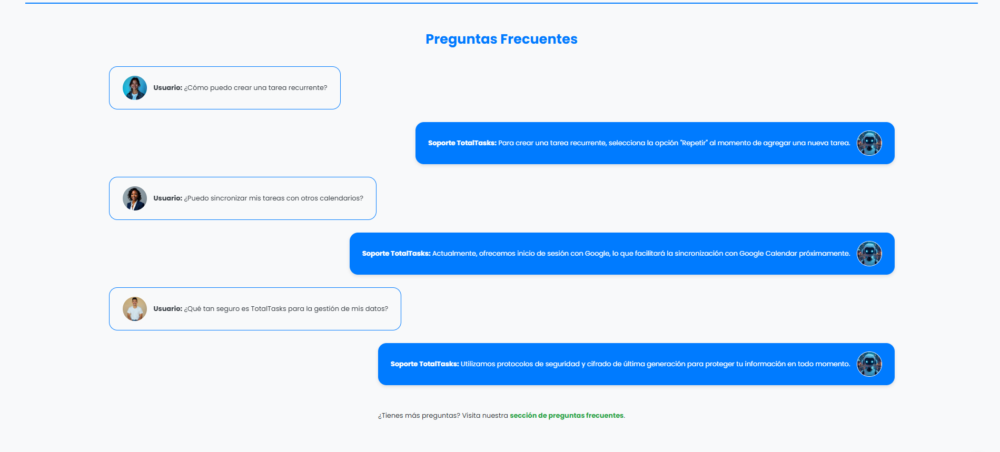 Preguntas Frecuentes
Usuario: ¿Cómo puedo crear una tarea recurrente?
Soporte TotalTasks: Para crear una tarea recurrente, selecciona la opción "Repetir" al momento de agregar una nueva tarea.
Usuario: ¿Puedo sincronizar mis tareas con otros calendarios?
Soporte TotalTasks: Actualmente, ofrecemos inicio de sesión con Google, lo que facilitará la sincronización con Google Calendar próximamente.
Usuario: ¿Qué tan seguro es TotalTasks para la gestión de mis datos?
Soporte TotalTasks: Utilizamos protocolos de seguridad y cifrado de última generación para proteger tu información en todo momento.
¿Tienes más preguntas? Visita nuestra sección de preguntas frecuentes.